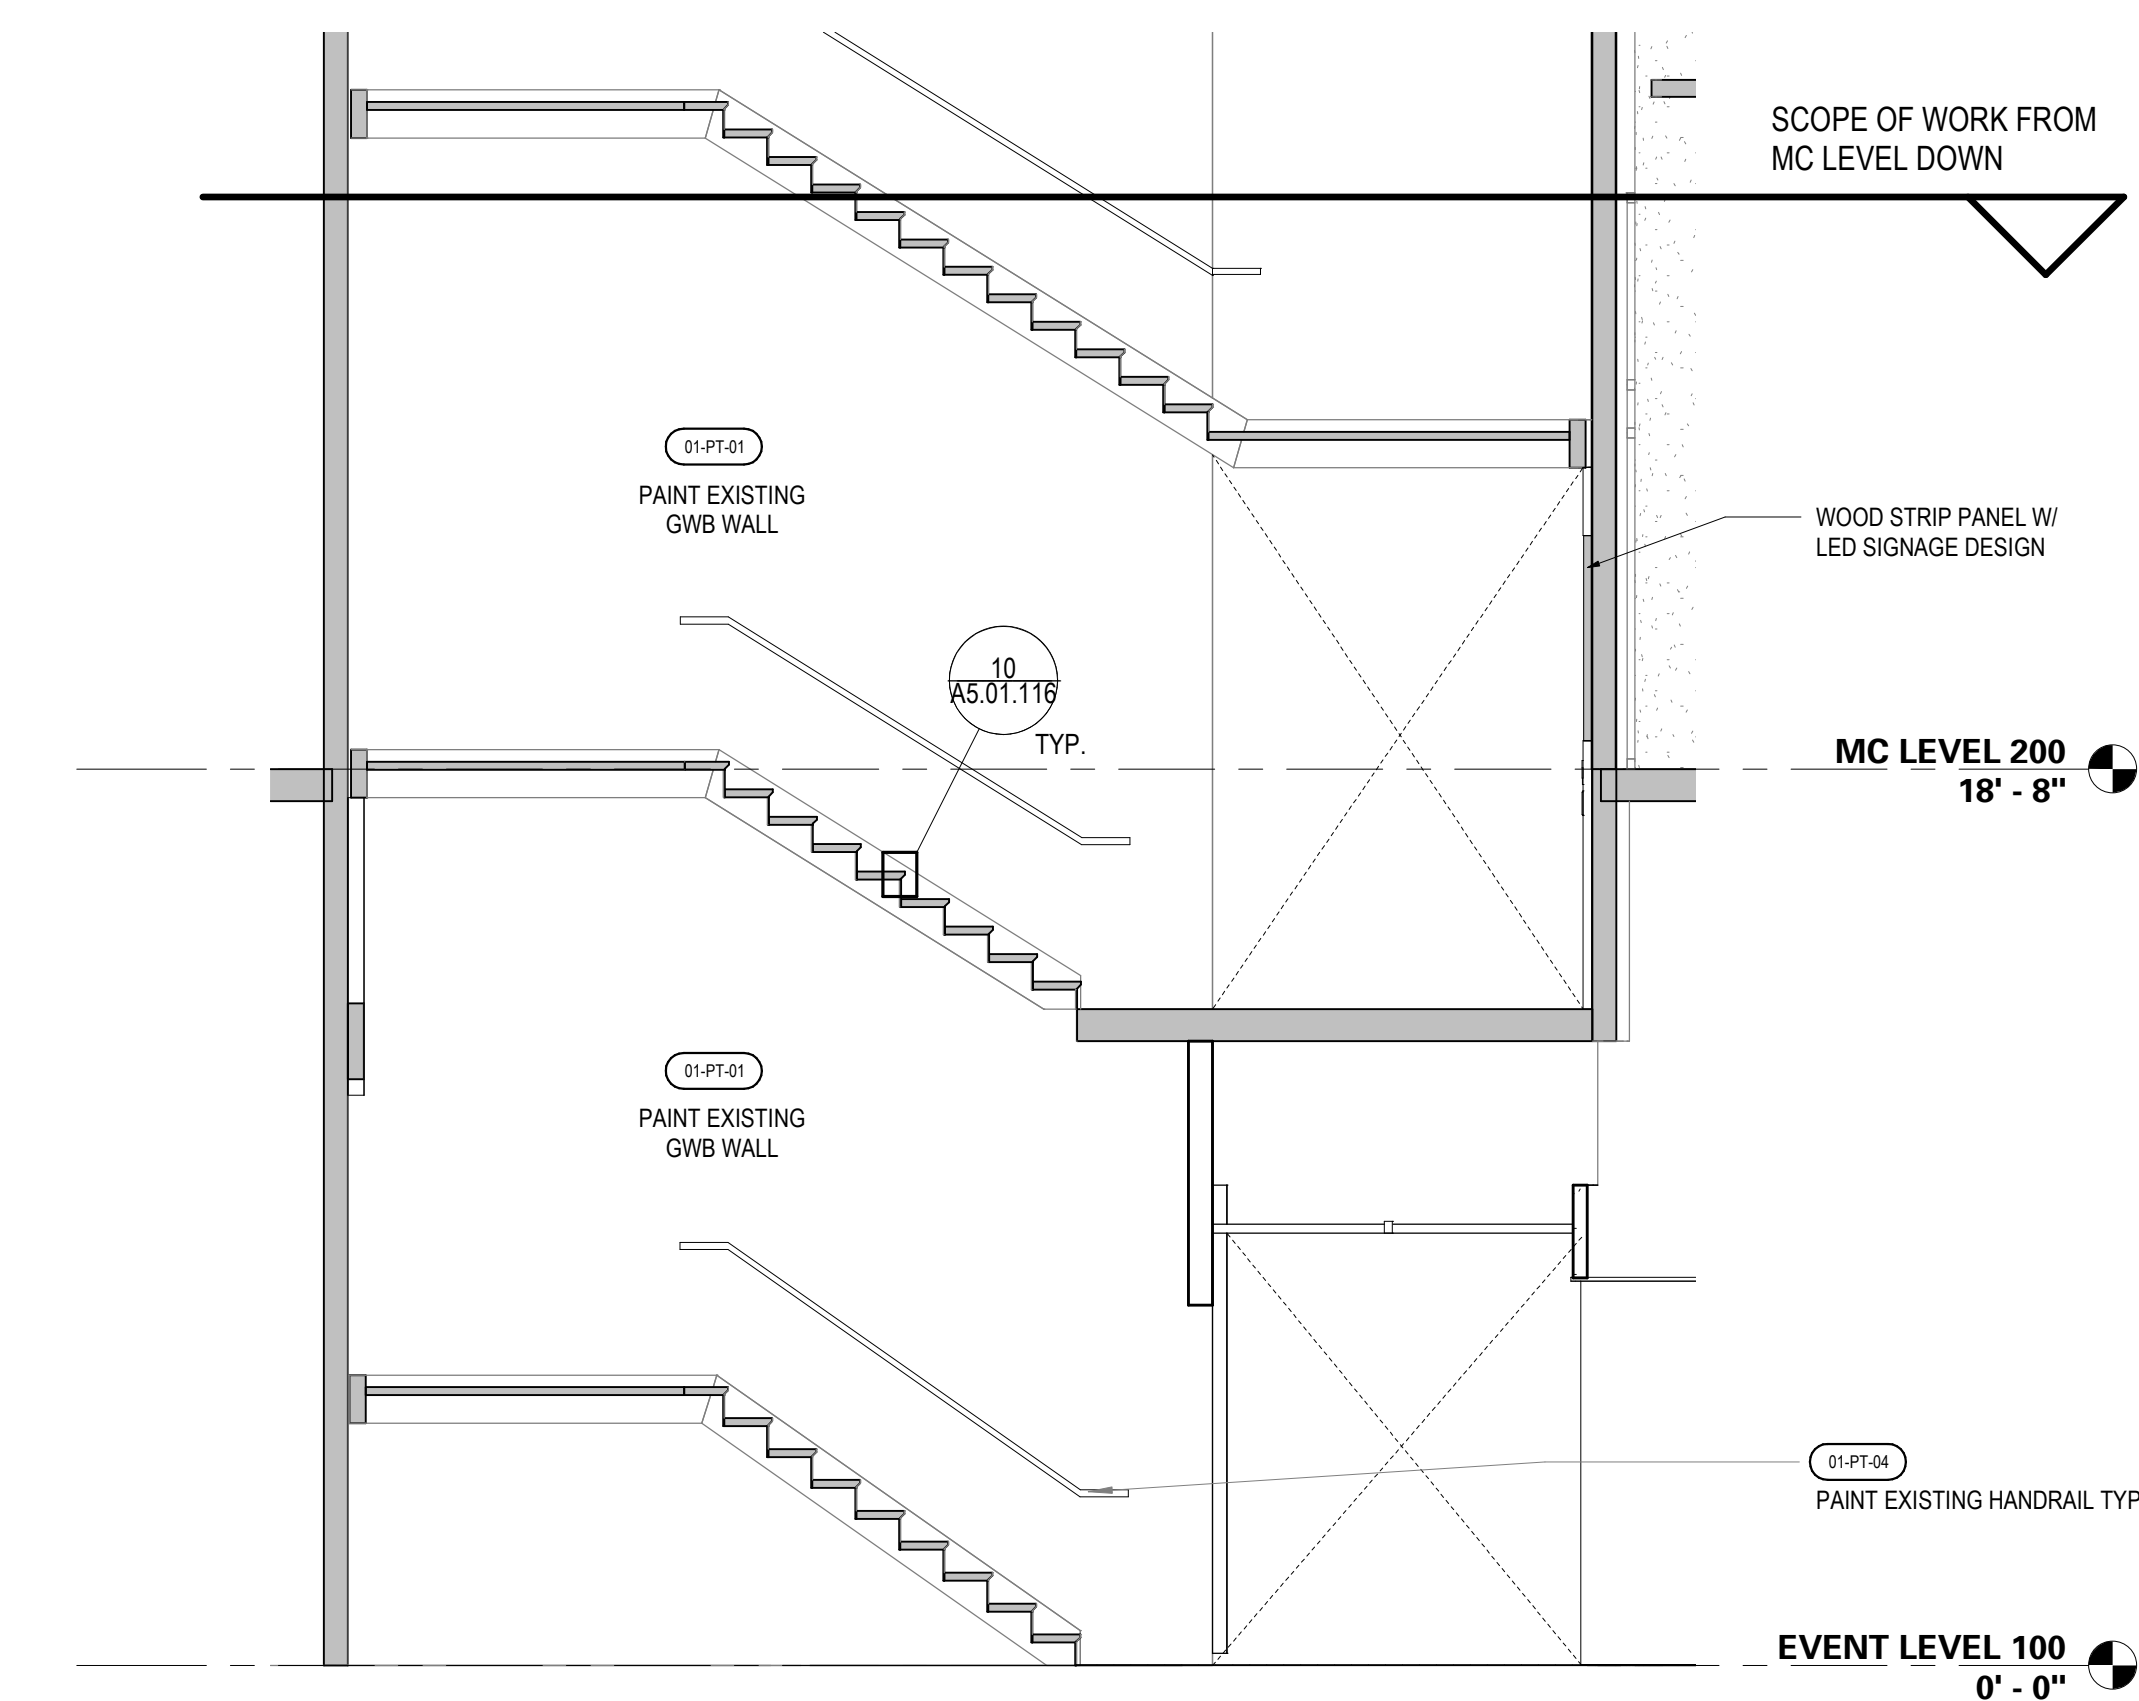 SCOPE OF WORK FROM
MC LEVEL DOWN
01-PT-01
PAINT EXISTING
GWB WALL
WOOD STRIP PANEL W/
LED SIGNAGE DESIGN
10
A5.01.116
TYP.
MC LEVEL 200
18' - 8"
01-PT-01
PAINT EXISTING
GWB WALL
01-PT-04
PAINT EXISTING HANDRAIL TYP
EVENT LEVEL 100
0' - 0"